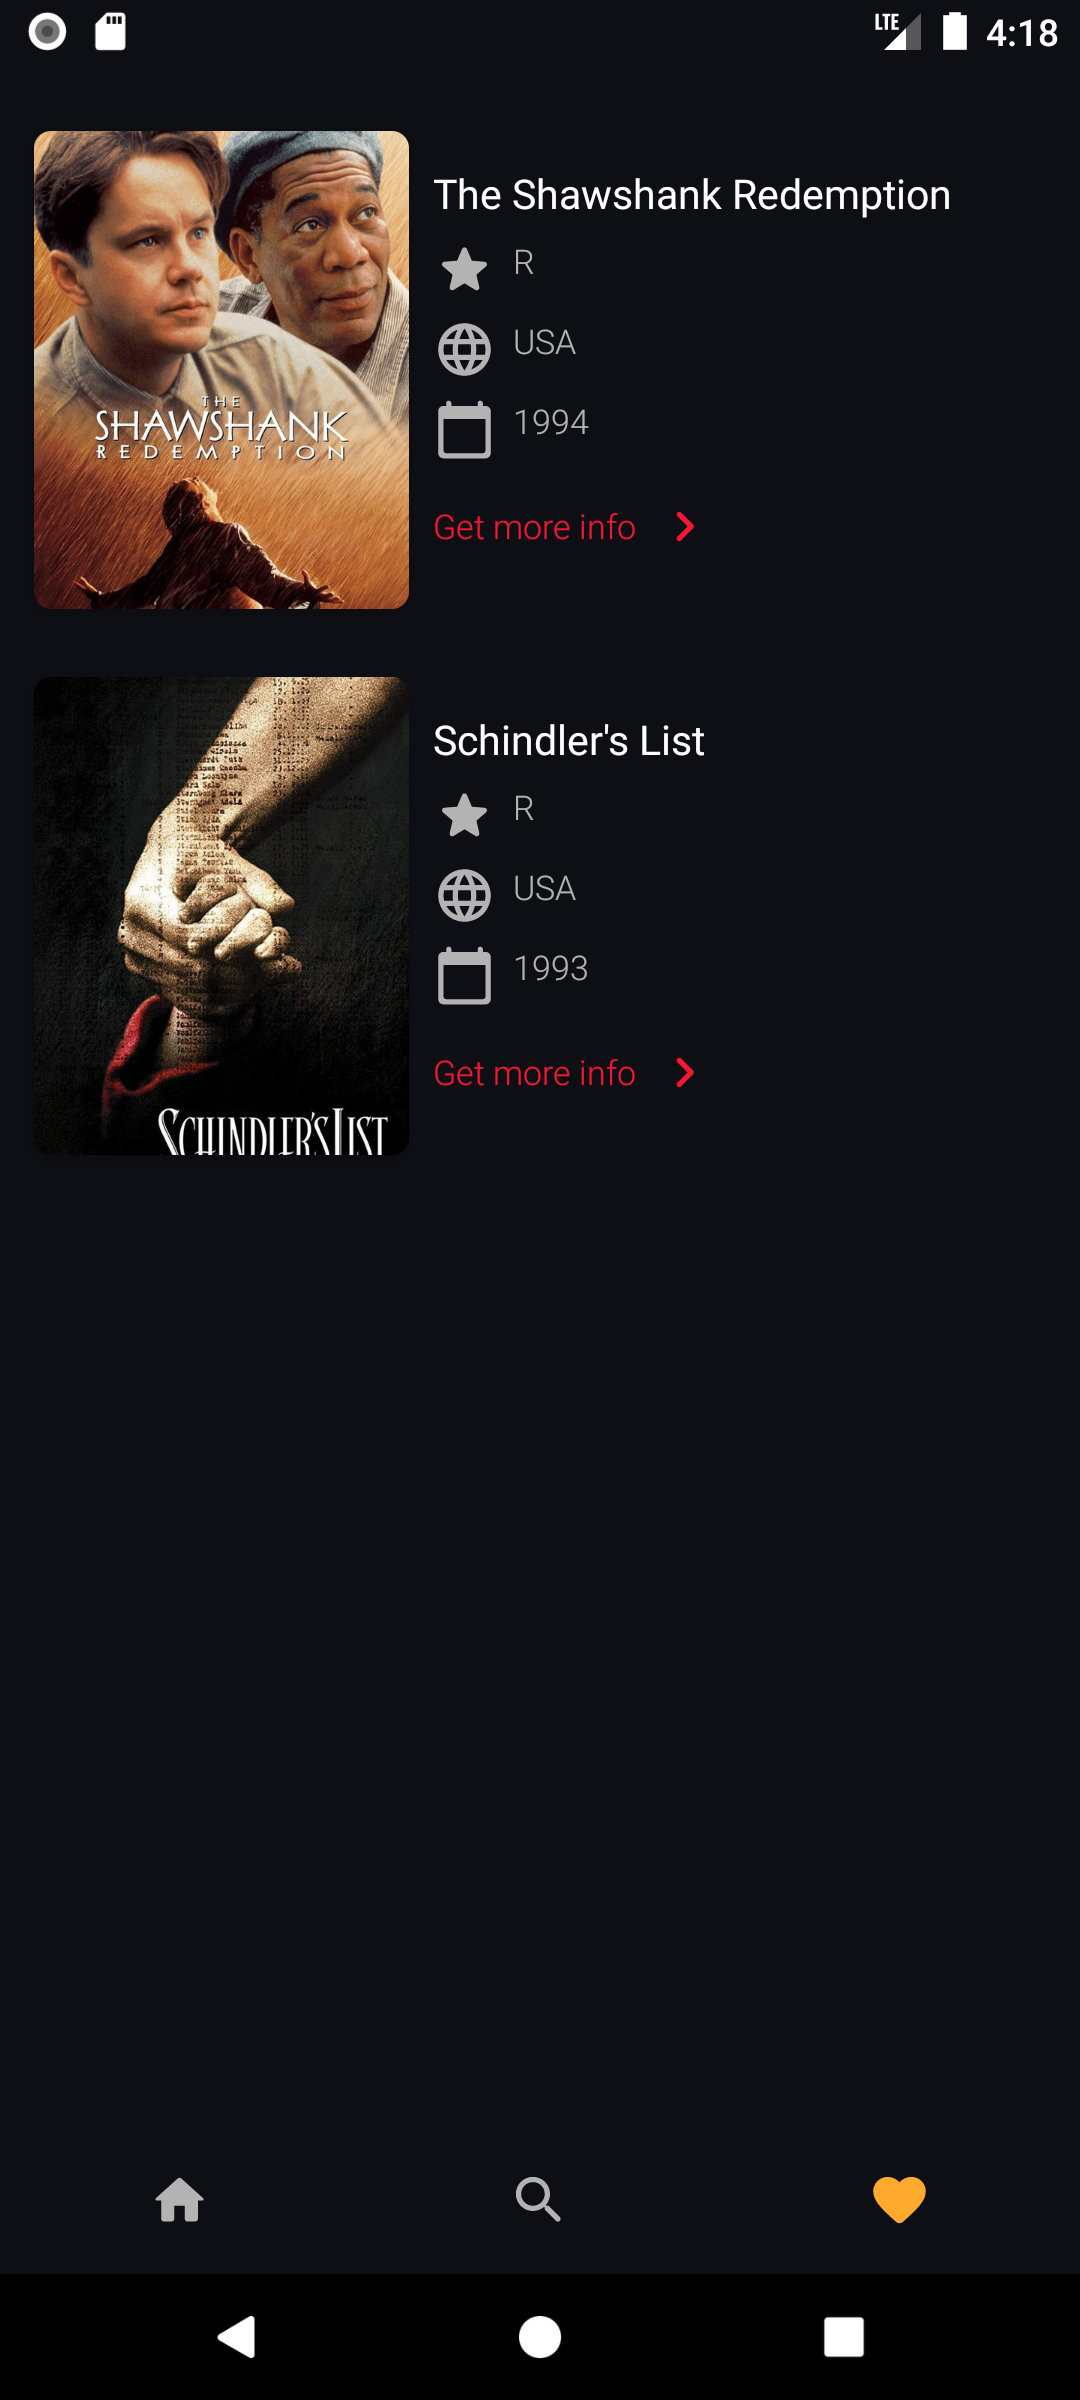 LTE 4:18
THE
SHAWSHANK
REDEMPTION
The Shawshank Redemption
R
USA
1994
Get more info
SCHINDLER'S LIST
Schindler's List
R
USA
1993
Get more info